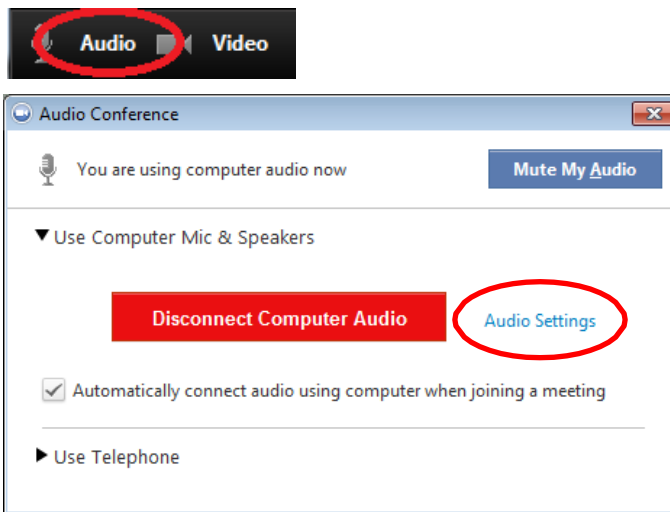 Audio Video
Audio Conference
You are using computer audio now Mute My Audio
Use Computer Mic & Speakers
Disconnect Computer Audio Audio Settings
Automatically connect audio using computer when joining a meeting
Use Telephone